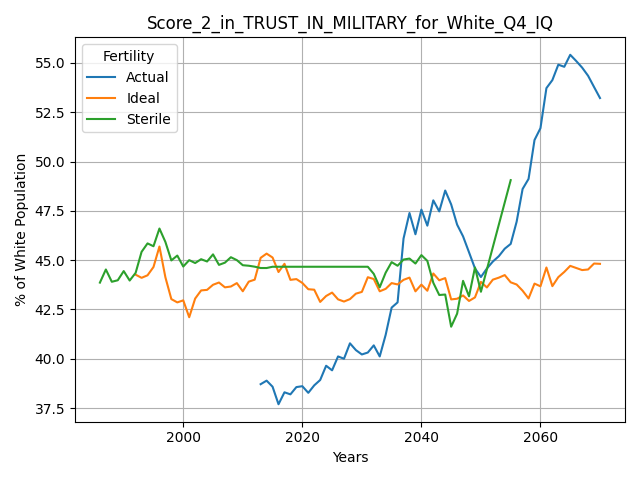 Score_2_in_TRUST_IN_MILITARY_for_White_Q4_IQ
Fertility
Actual
Ideal
Sterile
% of White Population
55.0
52.5
50.0
47.5
45.0
42.5
40.0
37.5
2000
2020
2040
2060
Years